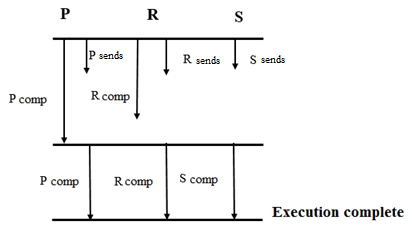 P R S
P sends R sends S sends
P comp R comp
P comp R comp S comp
Execution complete